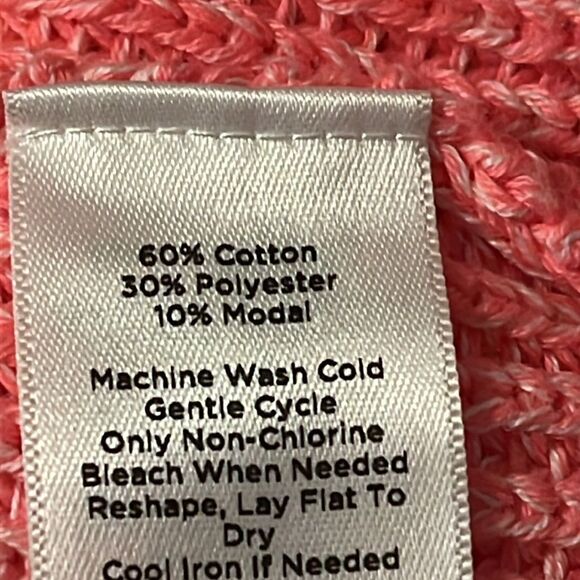 60% Cotton
30% Polyester
10% Modal
Machine Wash Cold
Gentle Cycle
Only Non-Chlorine
Bleach When Needed
Reshape, Lay Flat To
Dry
Cool Iron If Needed